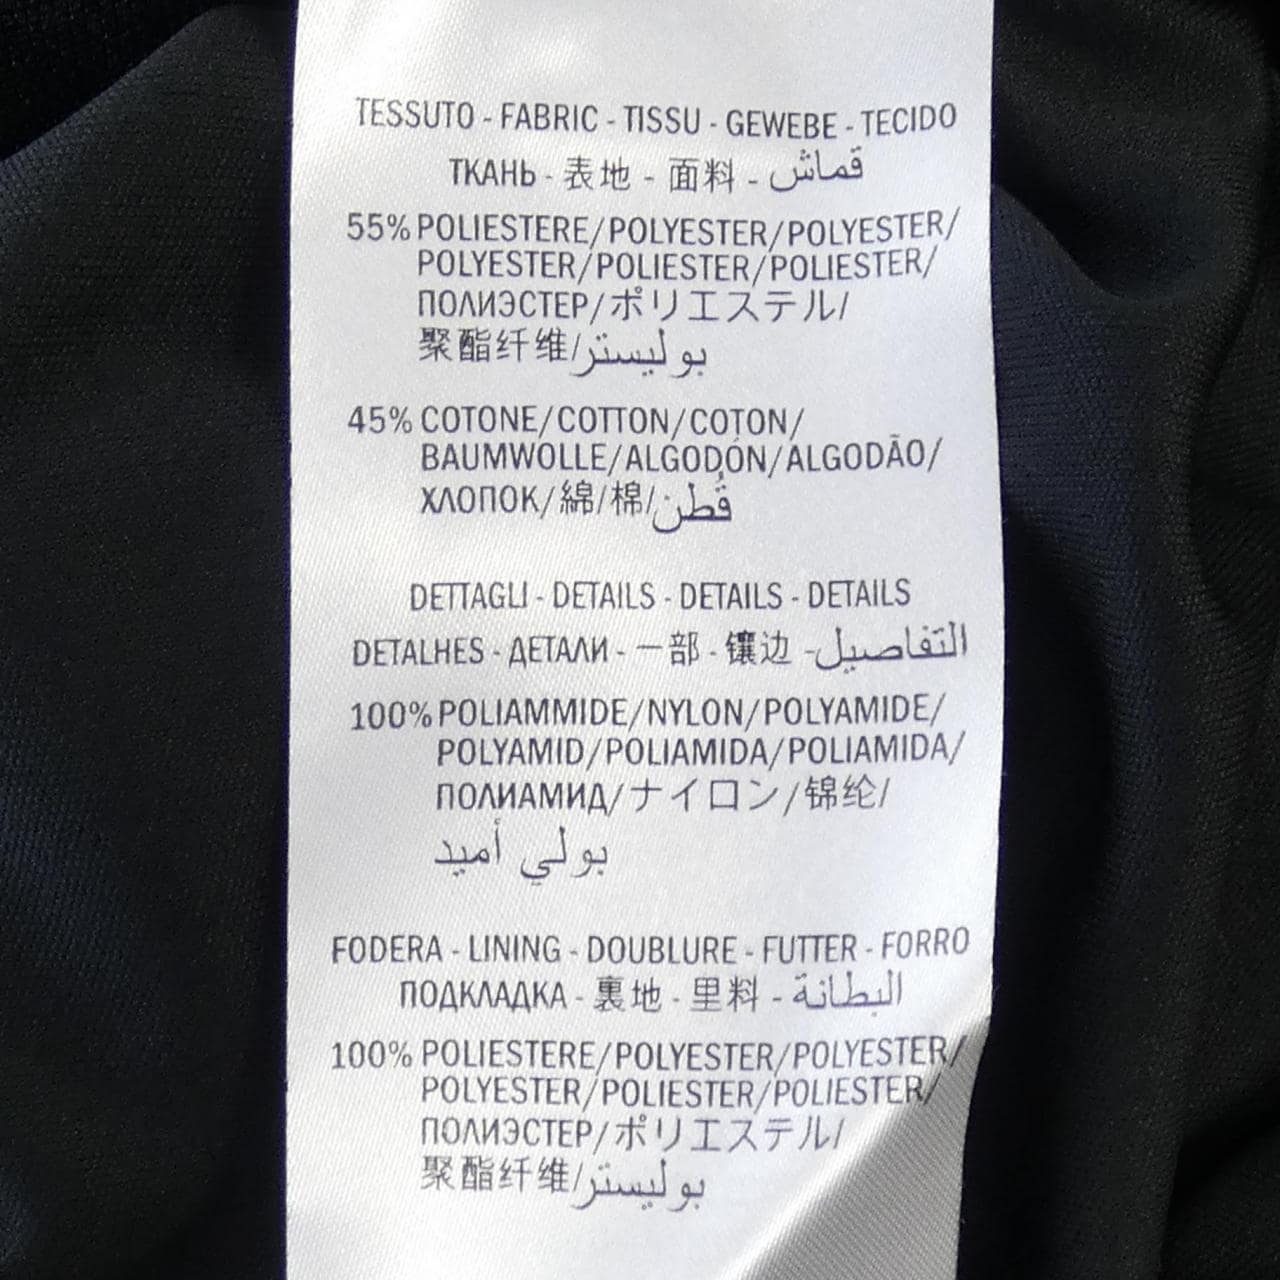 TESSUTO - FABRIC - TISSU - GEWEBE - TECIDO
ТКАНЬ - 表地 - 面料 - قماش
55% POLIESTERE/POLYESTER/POLYESTER/
POLYESTER/POLIESTER/POLIESTER/
ПОЛИЭСТЕР/ポリエステル/
聚酯纤维/بوليستر
45% COTONE/COTTON/COTON/
BAUMWOLLE/ALGODÓN/ALGODÃO/
ХЛОПОК/綿/棉/قُطن
DETTAGLI - DETAILS - DETAILS - DETAILS
DETALHES - ДЕТАЛИ - 一部 - 镶边 - التفاصيل
100% POLIAMMIDE/NYLON/POLYAMIDE/
POLYAMID/POLIAMIDA/POLIAMIDA/
ПОЛИАМИД/ナイロン/锦纶/
بولي أميد
FODERA - LINING - DOUBLURE - FUTTER - FORRO
ПОДКЛАДКА - 裏地 - 里料 - البطانة
100% POLIESTERE/POLYESTER/POLYESTER/
POLYESTER/POLIESTER/POLIESTER/
ПОЛИЭСТЕР/ポリエステル/
聚酯纤维/بوليستر